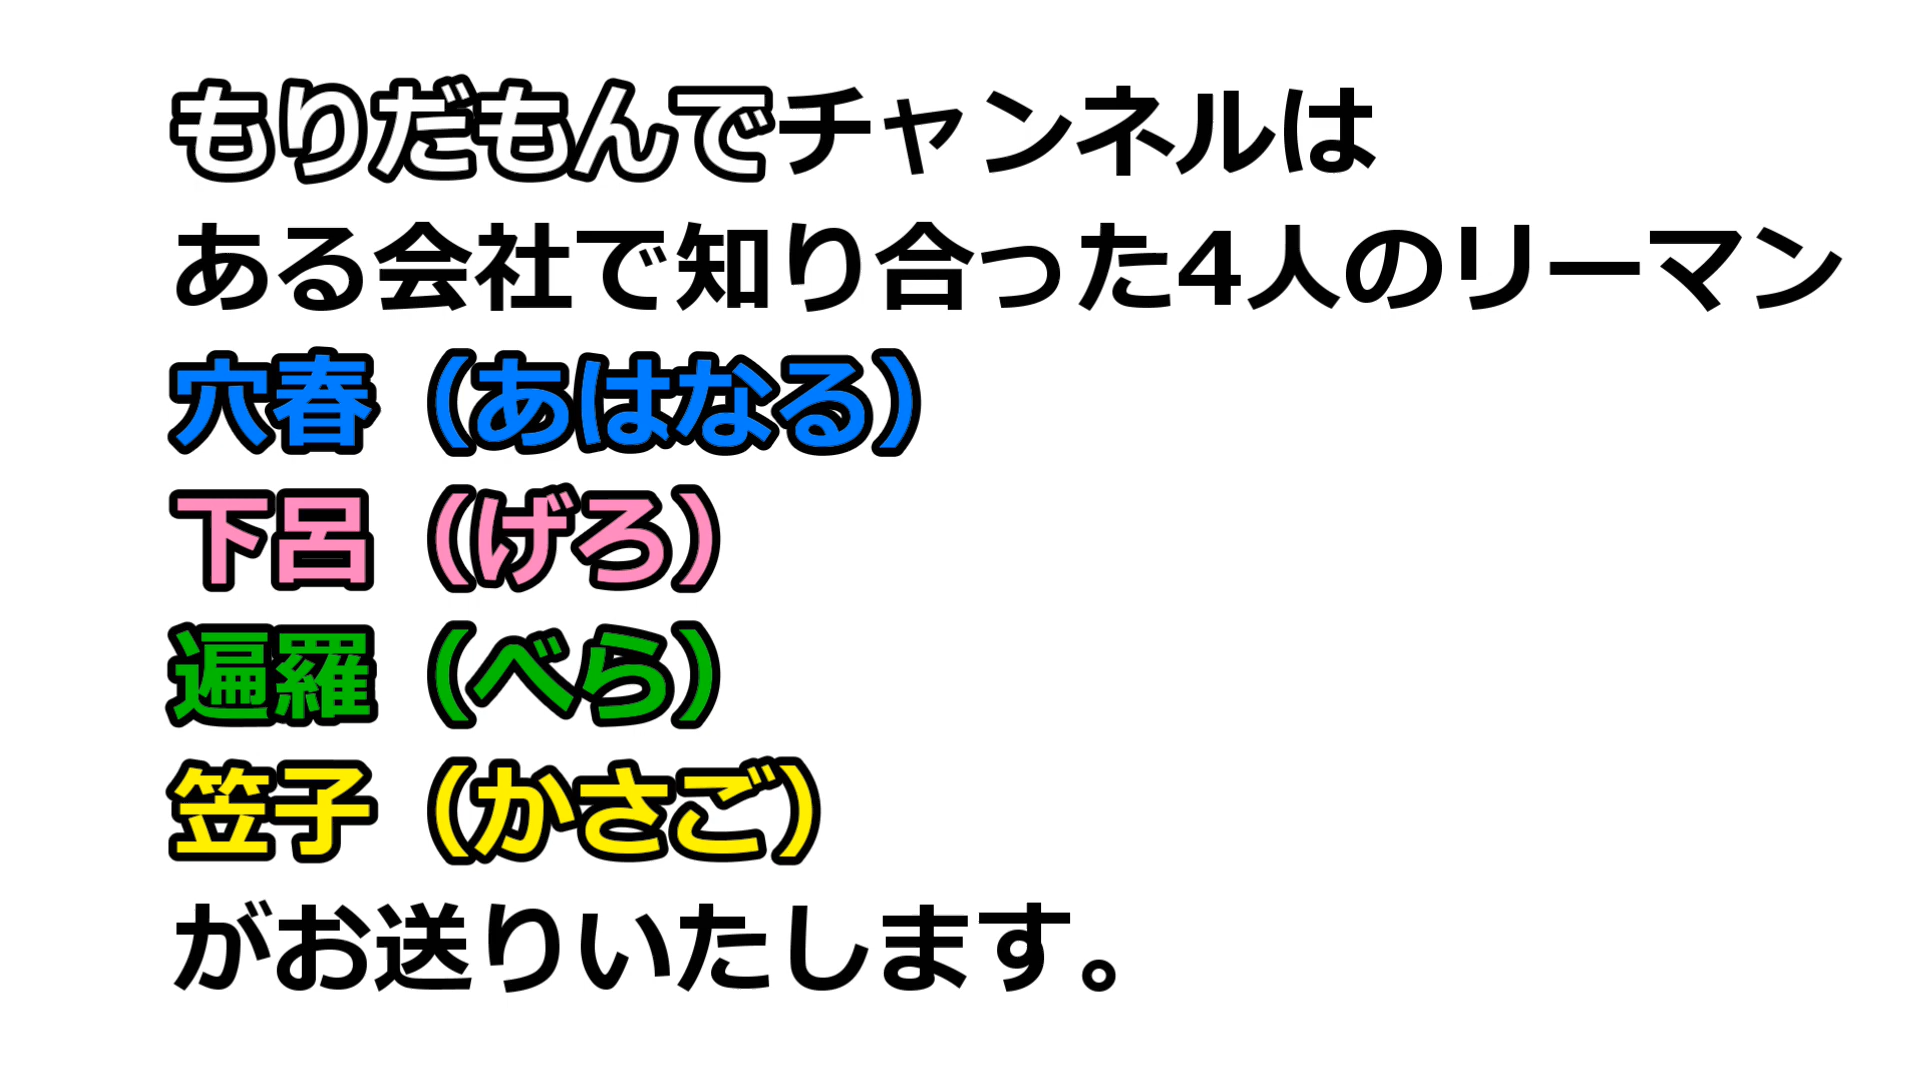 もりだもんでチャンネルは
ある会社で知り合った4人のリーマン
穴春（あはなる）
下呂（げろ）
遍羅（べら）
笠子（かさご）
がお送りいたします。